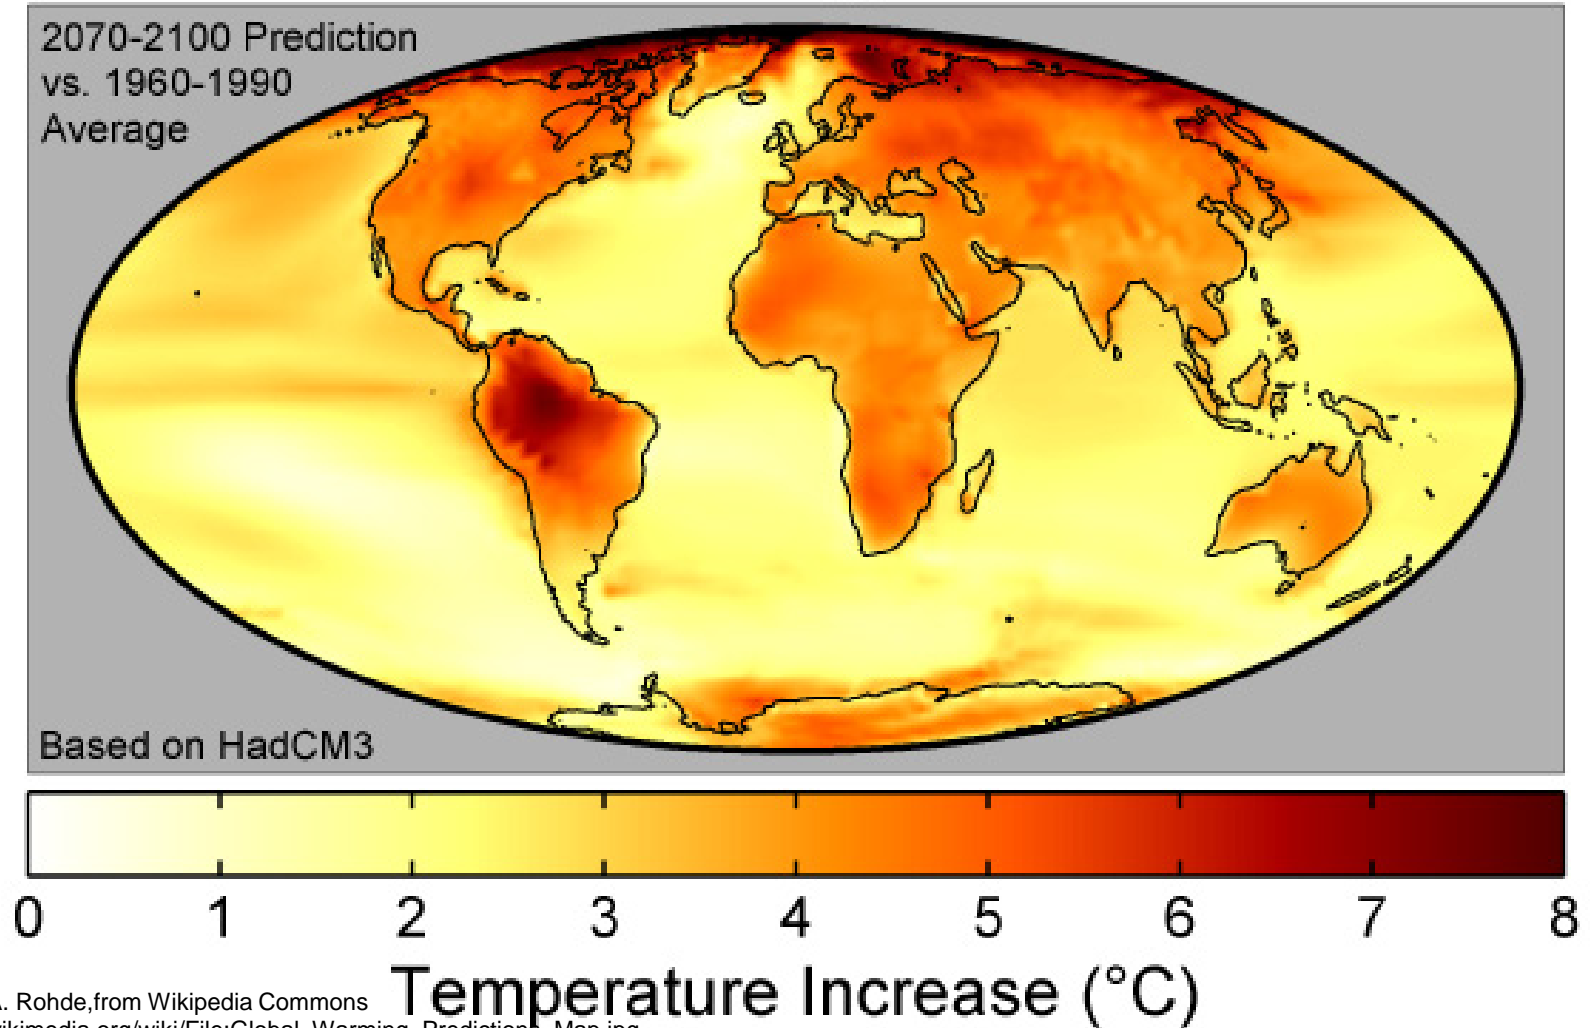 2070-2100 Prediction
vs. 1960-1990
Average
Based on HadCM3
0 1 2 3 4 5 6 7 8
Temperature Increase (°C)
. Rohde,from Wikipedia Commons